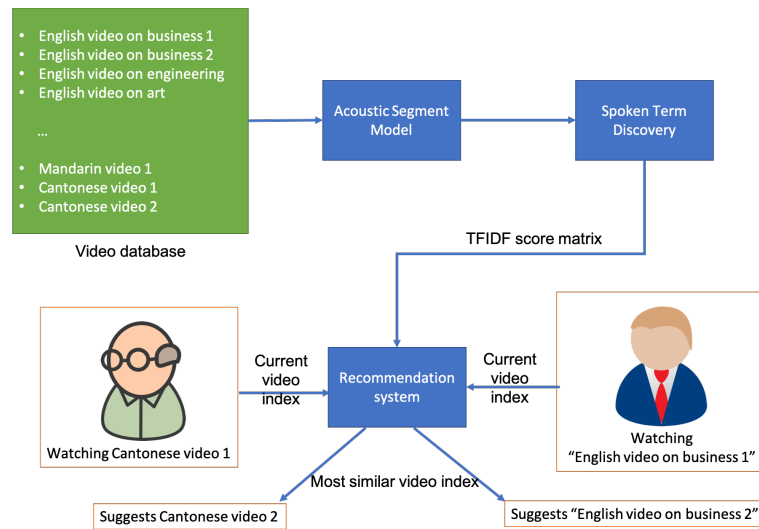 • English video on business 1
• English video on business 2
• English video on engineering
• English video on art
...
• Mandarin video 1
• Cantonese video 1
• Cantonese video 2
Video database
Acoustic Segment
Model
Spoken Term
Discovery
TFIDF score matrix
Watching Cantonese video 1
Current
video
index
Recommendation
system
Current
video
index
Watching
“English video on business 1”
Most similar video index
Suggests Cantonese video 2
Suggests “English video on business 2”